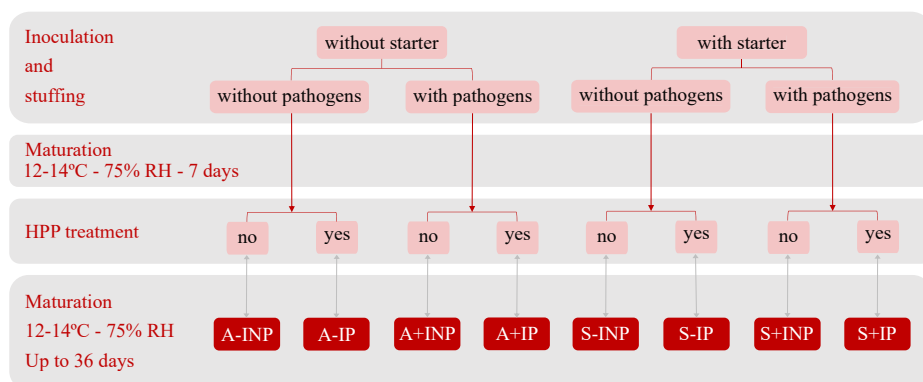 Inoculation
and
stuffing
without starter
with starter
without pathogens
with pathogens
without pathogens
with pathogens
Maturation
12-14ºC - 75% RH - 7 days
HPP treatment
no
yes
no
yes
no
yes
no
yes
Maturation
12-14ºC - 75% RH
Up to 36 days
A-INP
A-IP
A+INP
A+IP
S-INP
S-IP
S+INP
S+IP